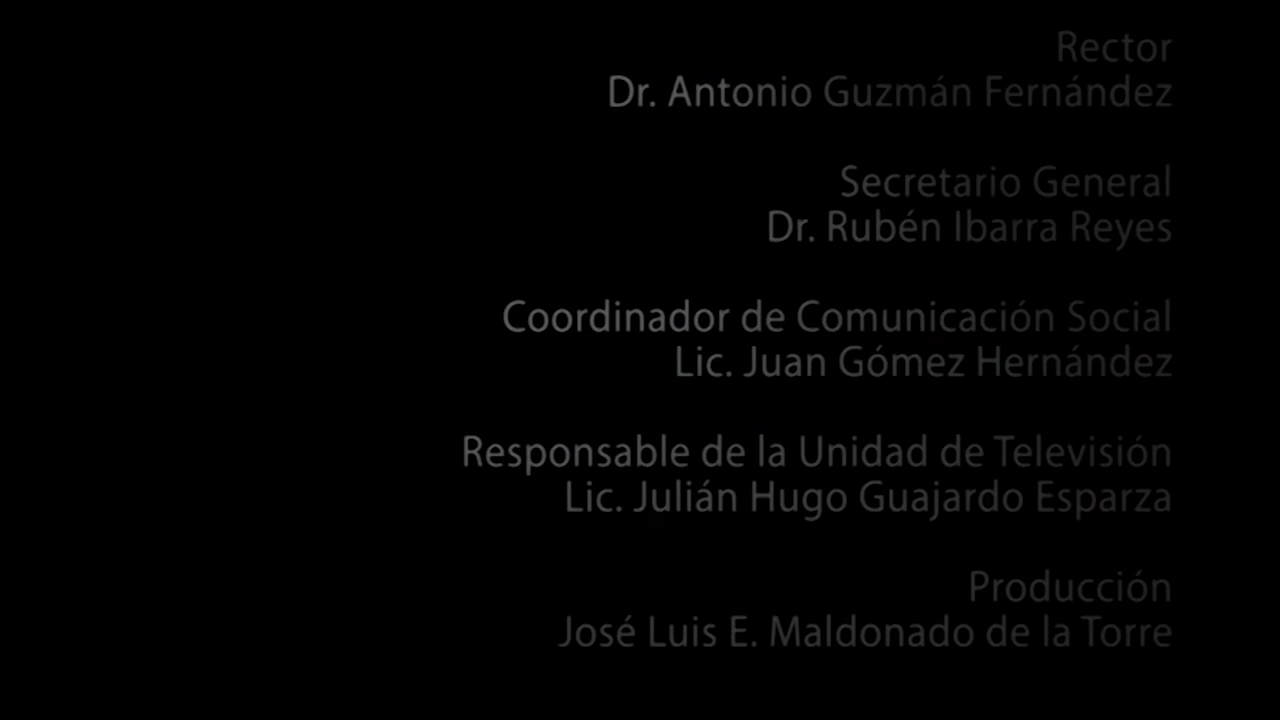 Rector
Dr. Antonio Guzmán Fernández
Secretario General
Dr. Rubén Ibarra Reyes
Coordinador de Comunicación Social
Lic. Juan Gómez Hernández
Responsable de la Unidad de Televisión
Lic. Julián Hugo Guajardo Esparza
Producción
José Luis E. Maldonado de la Torre